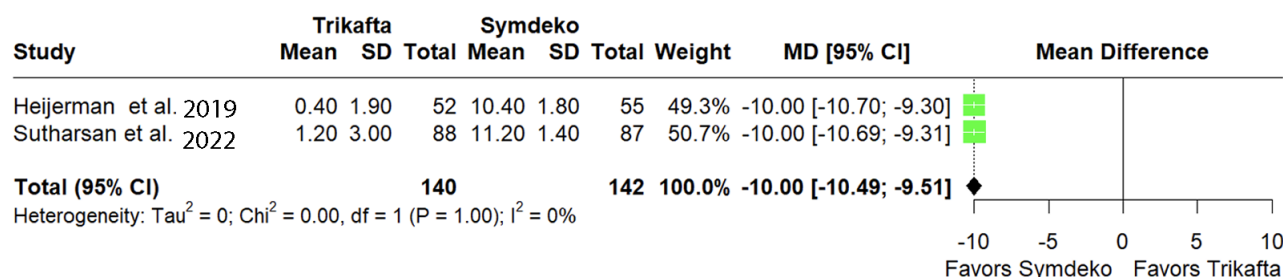 Trikafta Symdeko
Study Mean SD Total Mean SD Total Weight MD [95% CI] Mean Difference
Heijerman et al. 2019 0.40 1.90 52 10.40 1.80 55 49.3% -10.00 [-10.70; -9.30]
Sutharsan et al. 2022 1.20 3.00 88 11.20 1.40 87 50.7% -10.00 [-10.69; -9.31]
Total (95% CI) 140 142 100.0% -10.00 [-10.49; -9.51]
Heterogeneity: Tau² = 0; Chi² = 0.00, df = 1 (P = 1.00); I² = 0%
-10 -5 0 5 10
Favors Symdeko Favors Trikafta